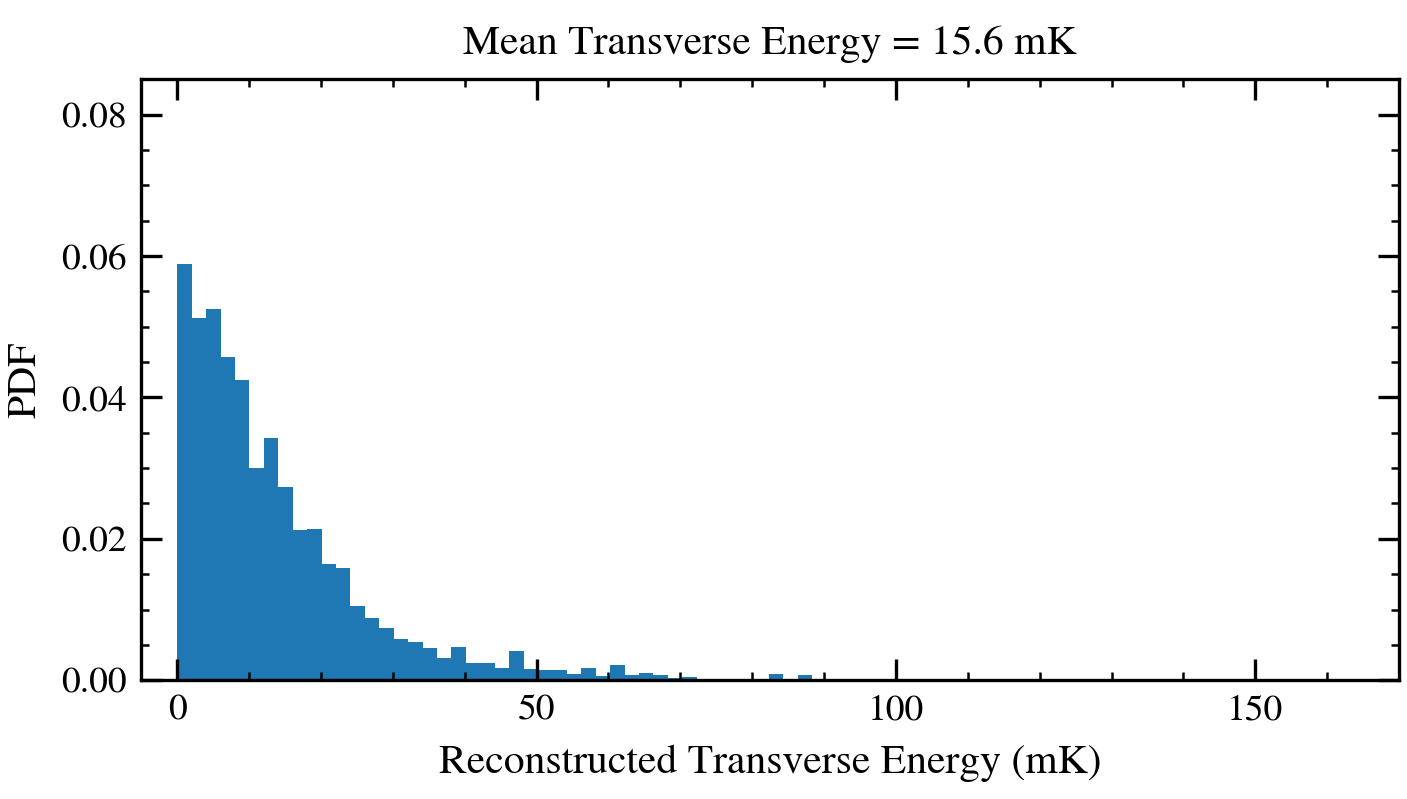 Mean Transverse Energy = 15.6 mK
0.08
0.06
0.04
0.02
0.00
PDF
0 50 100 150
Reconstructed Transverse Energy (mK)